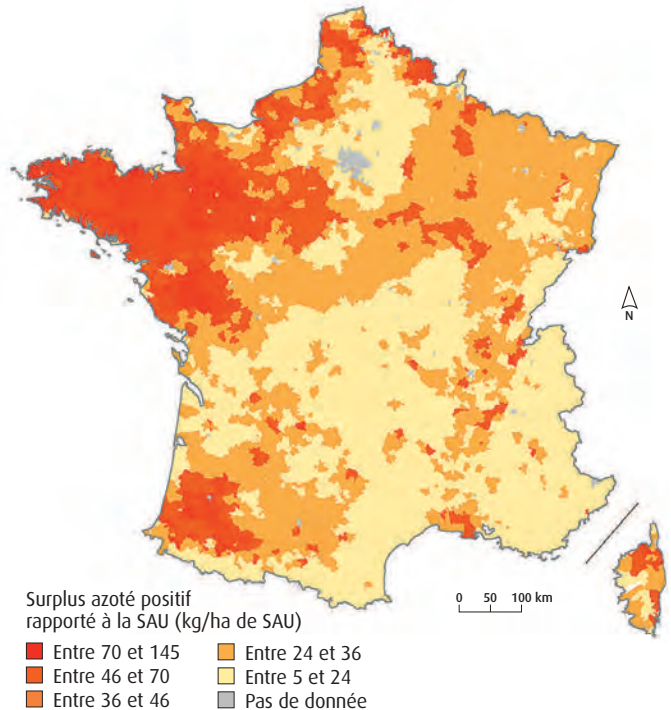 N
0 50 100 km
Surplus azoté positif
rapporté à la SAU (kg/ha de SAU)
Entre 70 et 145
Entre 24 et 36
Entre 46 et 70
Entre 5 et 24
Entre 36 et 46
Pas de donnée